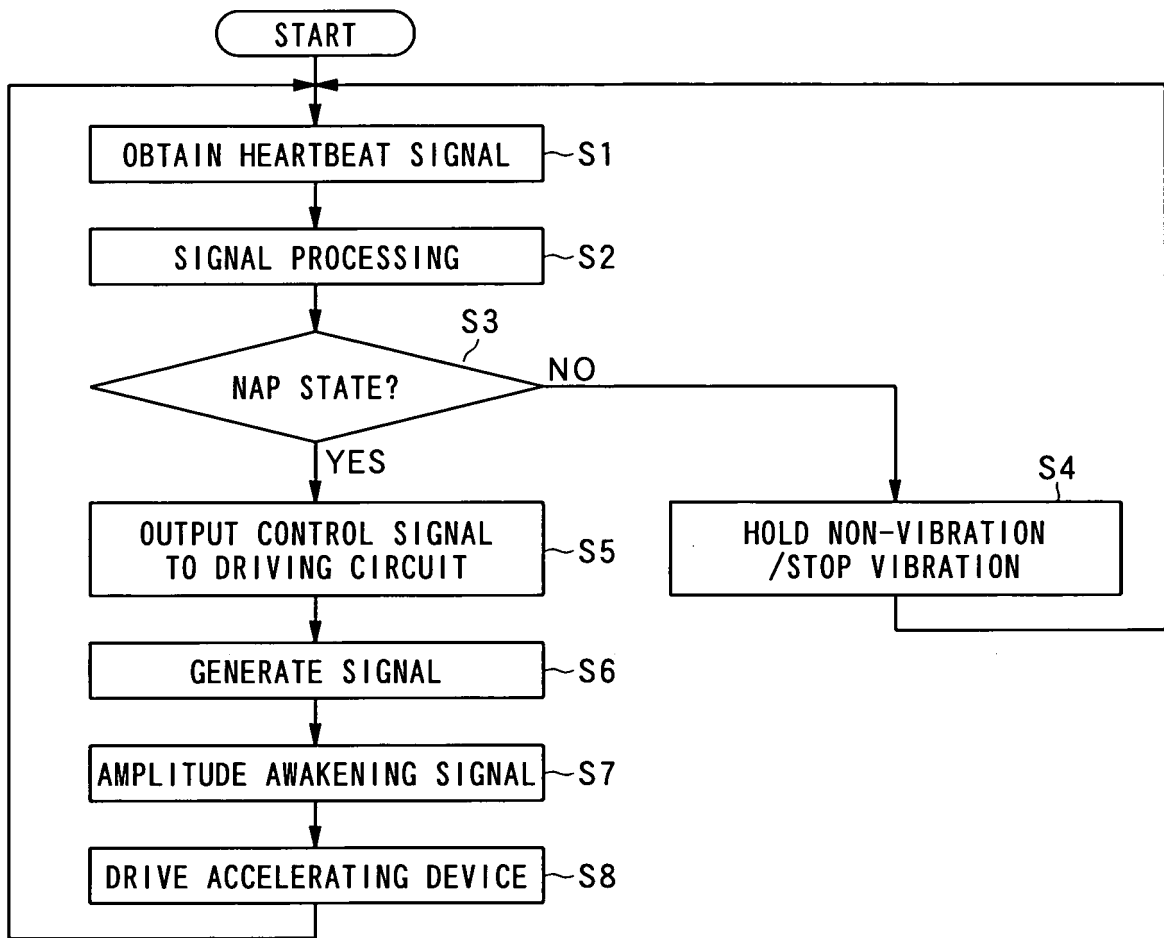 START
OBTAIN HEARTBEAT SIGNAL
S1
SIGNAL PROCESSING
S2
S3
NAP STATE?
NO
YES
S4
HOLD NON-VIBRATION
/STOP VIBRATION
OUTPUT CONTROL SIGNAL
TO DRIVING CIRCUIT
S5
GENERATE SIGNAL
S6
AMPLITUDE AWAKENING SIGNAL
S7
DRIVE ACCELERATING DEVICE
S8